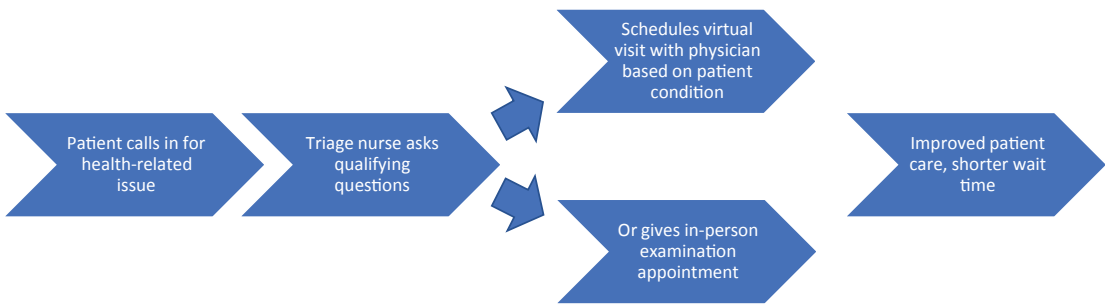 Patient calls in for
health-related
issue
Triage nurse asks
qualifying
questions
Schedules virtual
visit with physician
based on patient
condition
Or gives in-person
examination
appointment
Improved patient
care, shorter wait
time